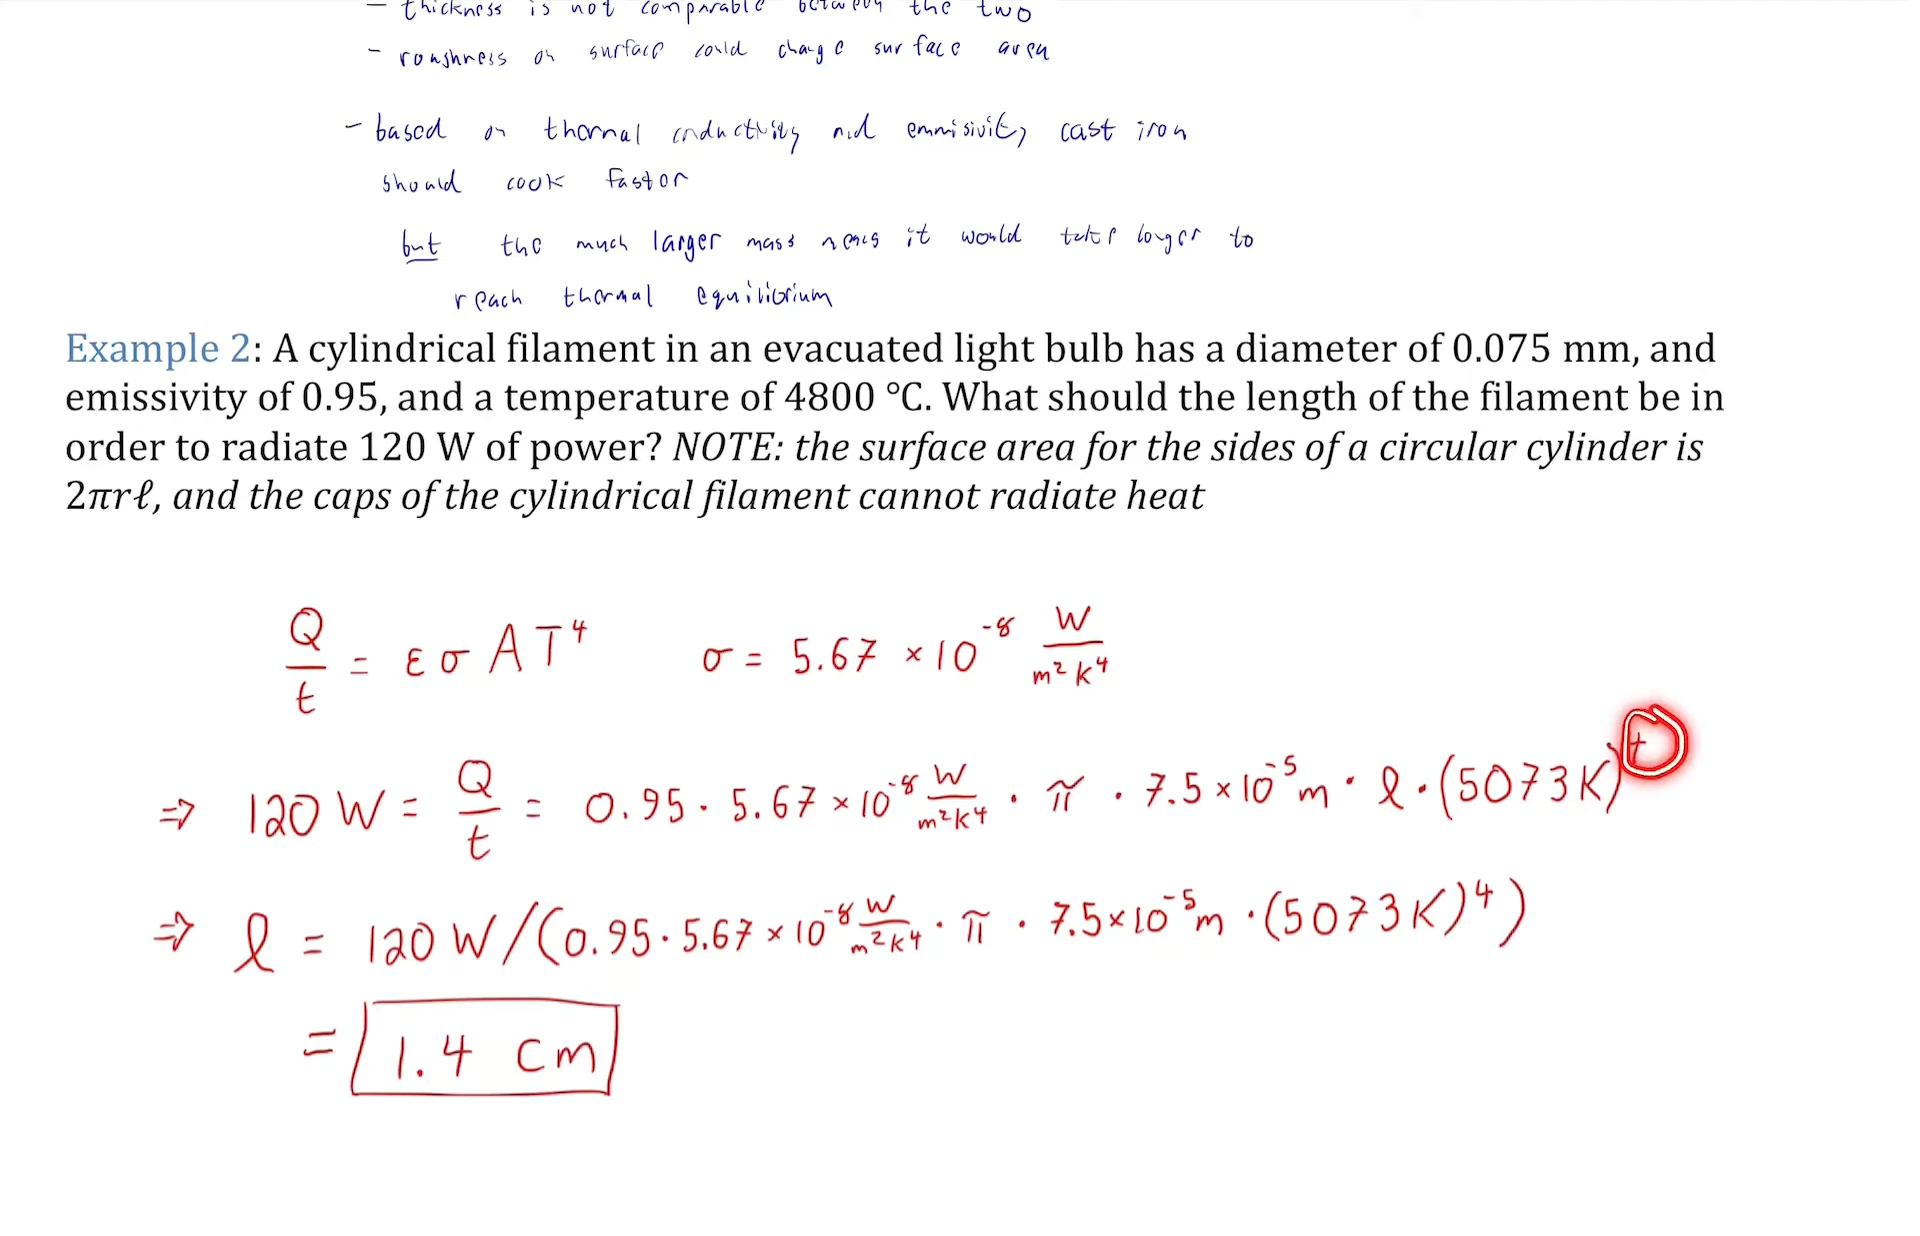 - thickness is not comparable between the two
- roughness on surface could change surface area
- based on thermal conductivity and emmisivity cast iron
should cook faster
but the much larger mass means it would take longer to
reach thermal equilibrium
Example 2: A cylindrical filament in an evacuated light bulb has a diameter of 0.075 mm, and
emissivity of 0.95, and a temperature of 4800 °C. What should the length of the filament be in
order to radiate 120 W of power? NOTE: the surface area for the sides of a circular cylinder is
2πrℓ, and the caps of the cylindrical filament cannot radiate heat
Q/t = εσAT⁴ σ = 5.67 × 10⁻⁸ W/m²K⁴
⇒ 120 W = Q/t = 0.95 · 5.67 × 10⁻⁸ W/m²K⁴ · π · 7.5 × 10⁻⁵ m · ℓ · (5073 K)⁴
⇒ ℓ = 120 W/(0.95 · 5.67 × 10⁻⁸ W/m²K⁴ · π · 7.5 × 10⁻⁵ m · (5073 K)⁴)
= 1.4 cm